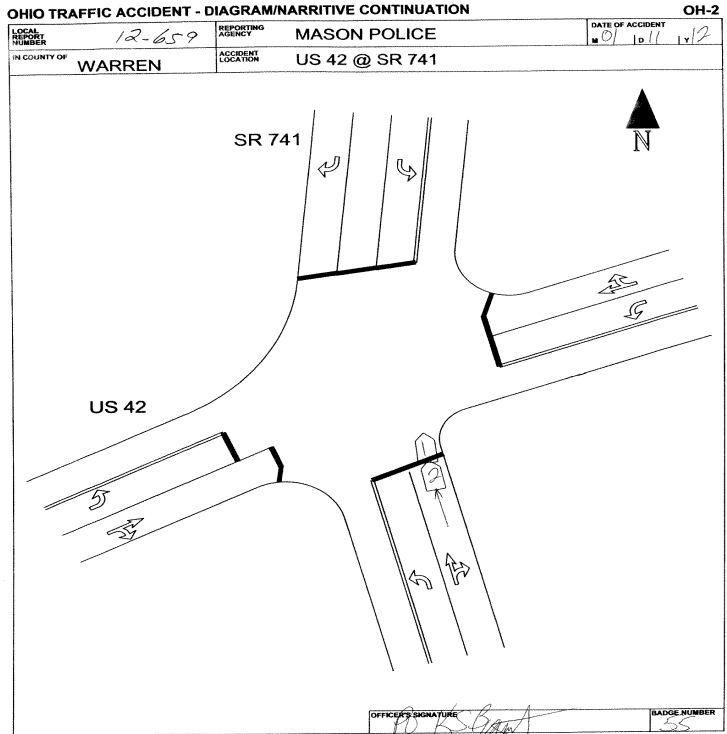 OHIO TRAFFIC ACCIDENT - DIAGRAM/NARRITIVE CONTINUATION OH-2
LOCAL REPORT NUMBER 12-659 REPORTING AGENCY MASON POLICE DATE OF ACCIDENT M 01 D 11 Y 12
IN COUNTY OF WARREN ACCIDENT LOCATION US 42 @ SR 741
SR 741
N
US 42
1
2
OFFICER'S SIGNATURE PO BADGE NUMBER 55